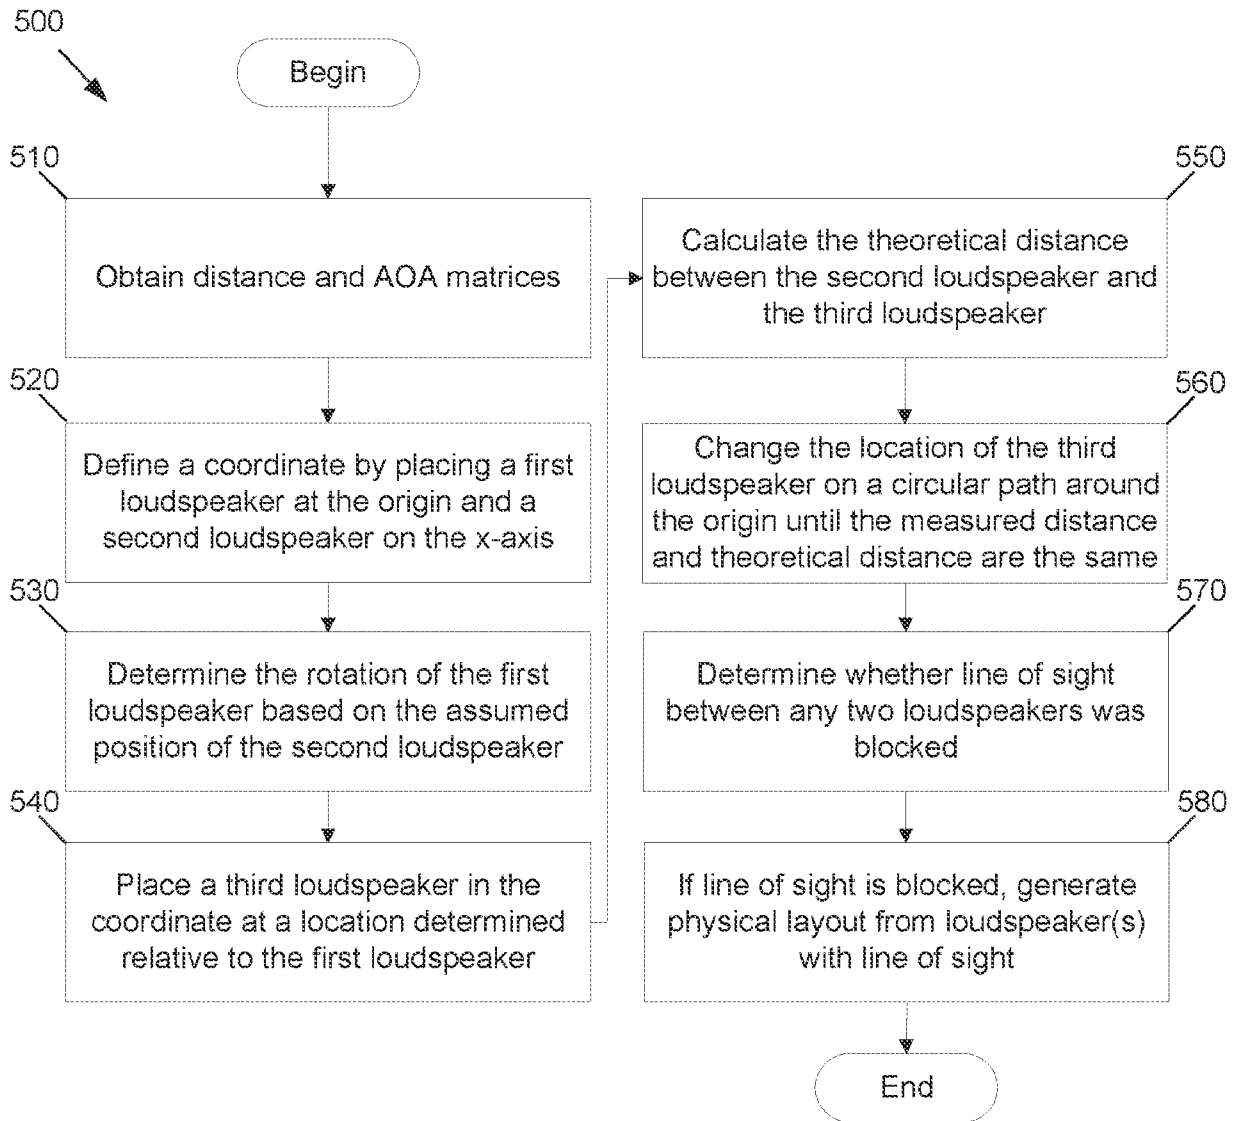 500
Begin
510
Obtain distance and AOA matrices
520
Define a coordinate by placing a first
loudspeaker at the origin and a
second loudspeaker on the x-axis
530
Determine the rotation of the first
loudspeaker based on the assumed
position of the second loudspeaker
540
Place a third loudspeaker in the
coordinate at a location determined
relative to the first loudspeaker
550
Calculate the theoretical distance
between the second loudspeaker and
the third loudspeaker
560
Change the location of the third
loudspeaker on a circular path around
the origin until the measured distance
and theoretical distance are the same
570
Determine whether line of sight
between any two loudspeakers was
blocked
580
If line of sight is blocked, generate
physical layout from loudspeaker(s)
with line of sight
End